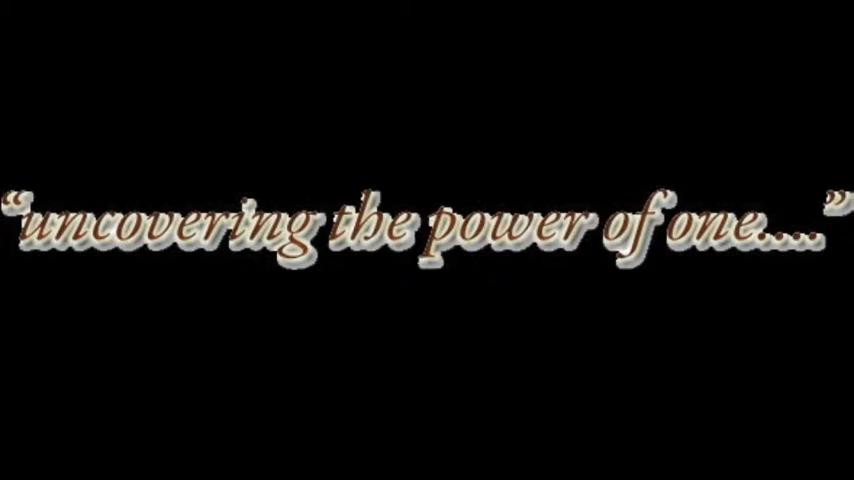 “uncovering the power of one....”